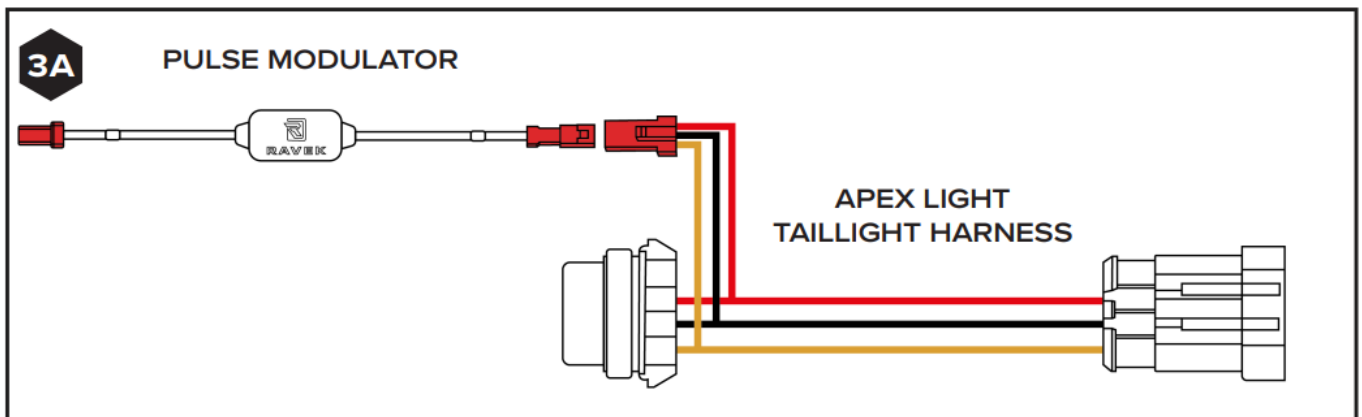 3A
PULSE MODULATOR
RAVEK
APEX LIGHT
TAILLIGHT HARNESS